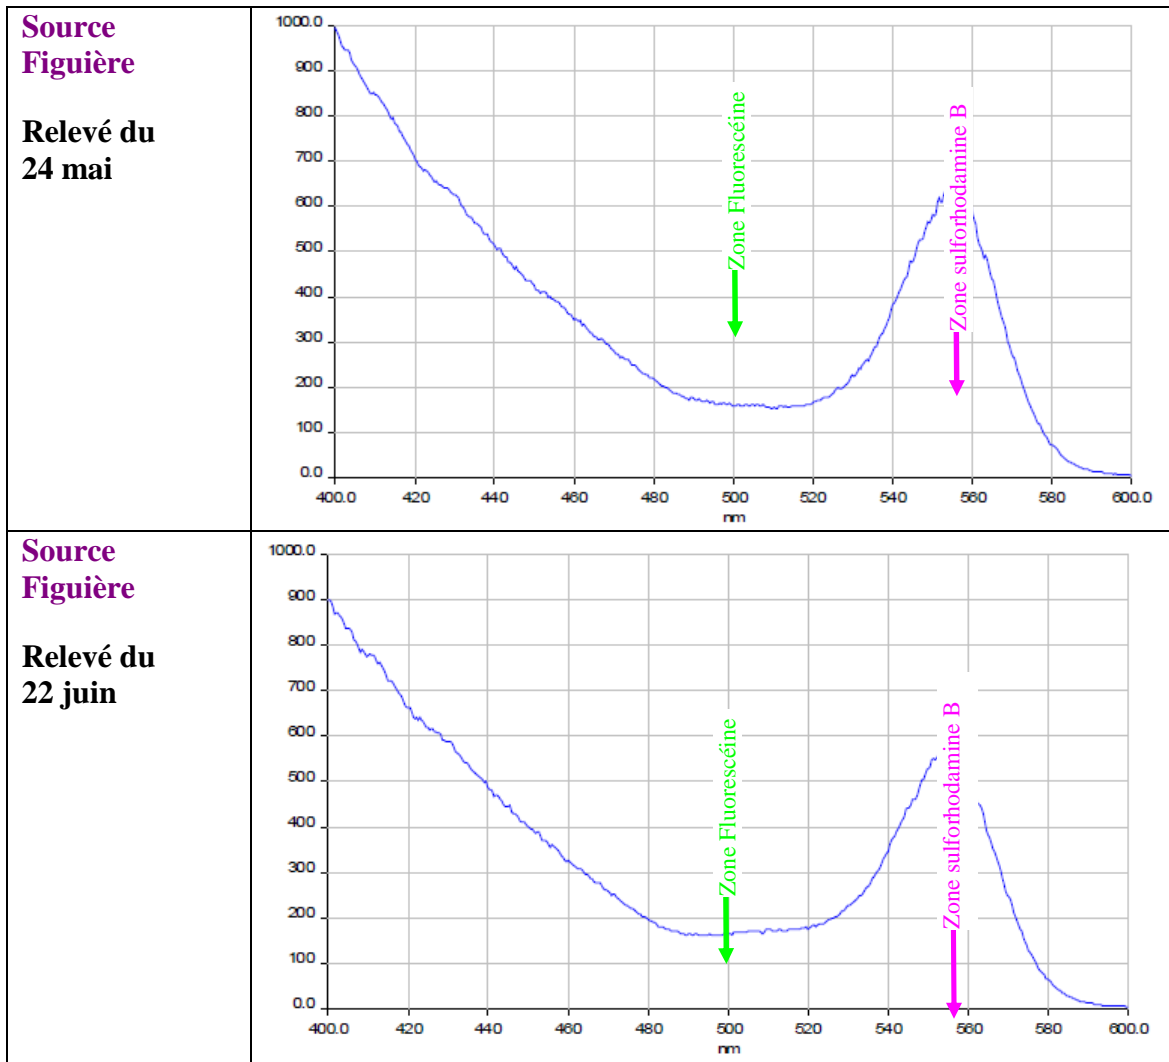 Source
Figuière
Relevé du
24 mai
1000.0
900
800
700
600
500
400
300
200
100
0.0
400.0 420 440 460 480 500 520 540 560 580 600.0
nm
Zone Fluorescéine
Zone sulforhodamine B
Source
Figuière
Relevé du
22 juin
1000.0
900
800
700
600
500
400
300
200
100
0.0
400.0 420 440 460 480 500 520 540 560 580 600.0
nm
Zone Fluorescéine
Zone sulforhodamine B